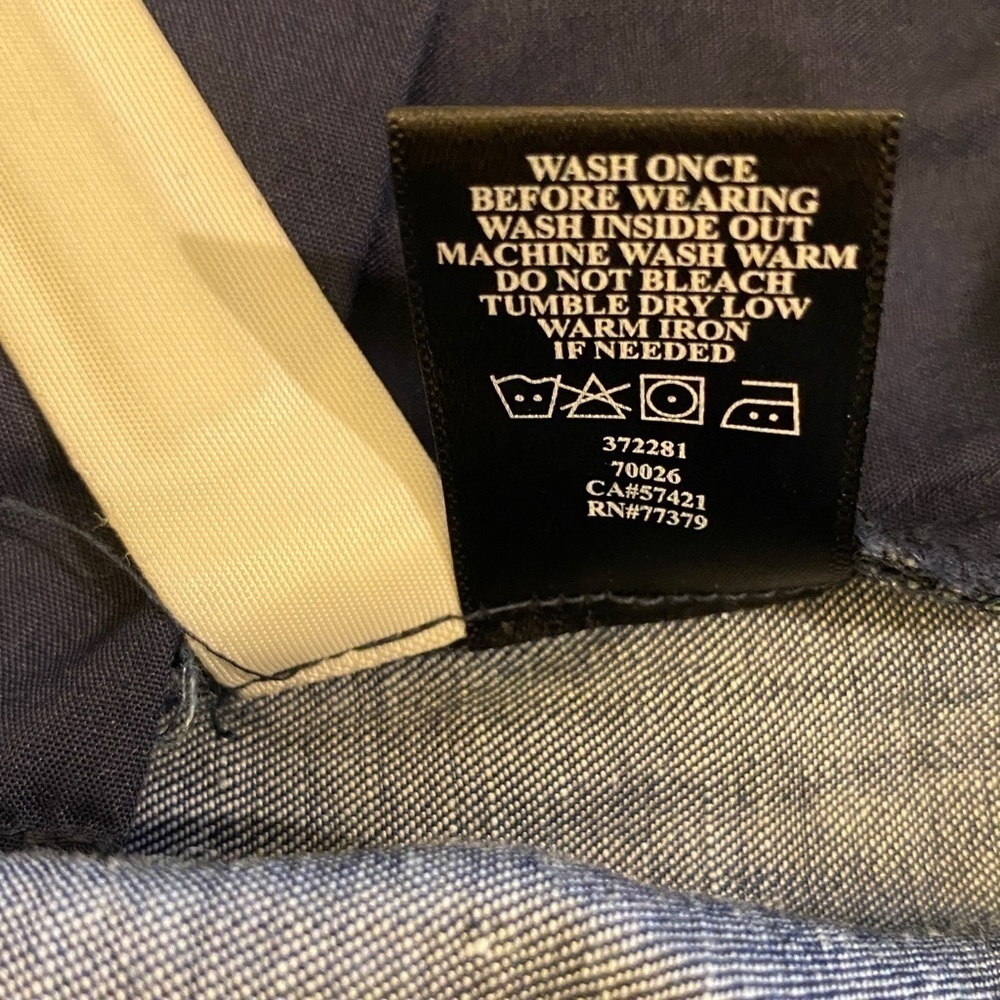 WASH ONCE
BEFORE WEARING
WASH INSIDE OUT
MACHINE WASH WARM
DO NOT BLEACH
TUMBLE DRY LOW
WARM IRON
IF NEEDED
372281
70026
CA#57421
RN#77379